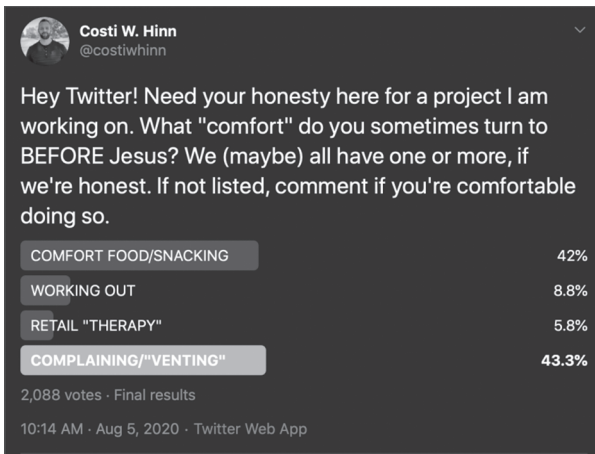 Costi W. Hinn
@costiwhinn
Hey Twitter! Need your honesty here for a project I am
working on. What "comfort" do you sometimes turn to
BEFORE Jesus? We (maybe) all have one or more, if
we're honest. If not listed, comment if you're comfortable
doing so.
COMFORT FOOD/SNACKING 42%
WORKING OUT 8.8%
RETAIL "THERAPY" 5.8%
COMPLAINING/"VENTING" 43.3%
2,088 votes · Final results
10:14 AM · Aug 5, 2020 · Twitter Web App